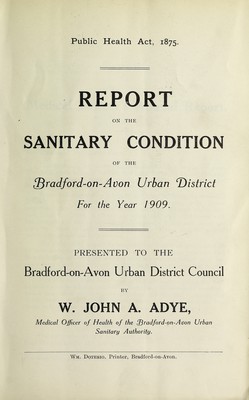 Public Health Act, 1875.
REPORT
ON THE
SANITARY CONDITION
OF THE
Bradford-on-Avon Urban District
For the Year 1909.
PRESENTED TO THE
Bradford-on-Avon Urban District Council
BY
W. JOHN A. ADYE,
Medical Officer of Health of the Bradford-on-Avon Urban
Sanitary Authority.
Wm. Dotesio, Printer, Bradford-on-Avon.